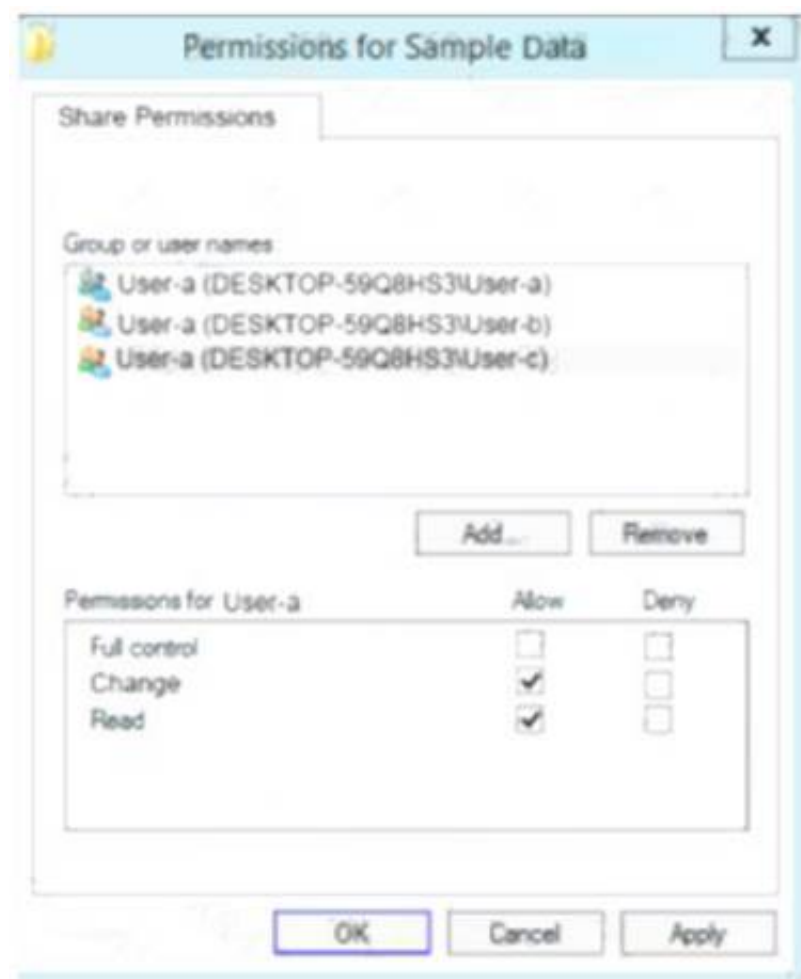 Permissions for Sample Data
x
Share Permissions
Group or user names
User-a (DESKTOP-59Q8HS3\User-a)
User-a (DESKTOP-59Q8HS3\User-b)
User-a (DESKTOP-59Q8HS3\User-c)
Add... Remove
Permissions for User-a Allow Deny
Full control
Change
Read
OK Cancel Apply